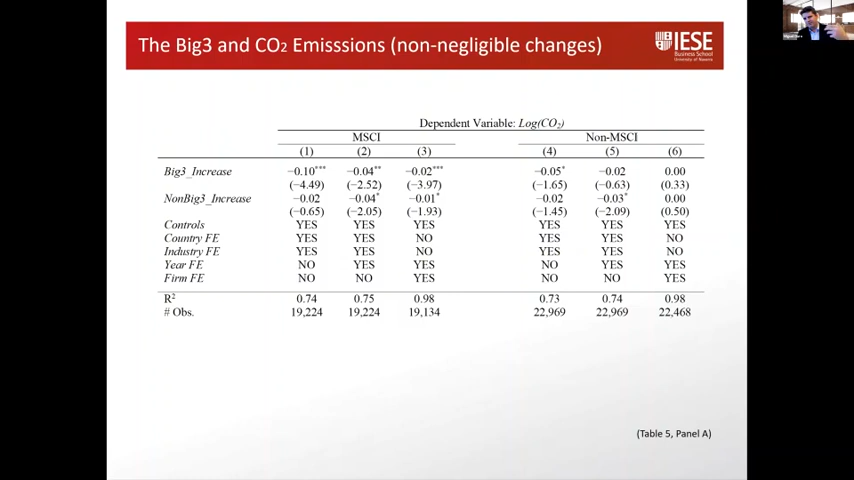 The Big3 and CO2 Emisssions (non-negligible changes)
IESE
Business School
University of Navarra
Dependent Variable: Log(CO2)
MSCI Non-MSCI
(1) (2) (3) (4) (5) (6)
Big3_Increase −0.10*** −0.04** −0.02*** −0.05* −0.02 0.00
(−4.49) (−2.52) (−3.97) (−1.65) (−0.63) (0.33)
NonBig3_Increase −0.02 −0.04* −0.01* −0.02 −0.03* 0.00
(−0.65) (−2.05) (−1.93) (−1.45) (−2.09) (0.50)
Controls YES YES YES YES YES YES
Country FE YES YES NO YES YES NO
Industry FE YES YES NO YES YES NO
Year FE NO YES YES NO YES YES
Firm FE NO NO YES NO NO YES
R2 0.74 0.75 0.98 0.73 0.74 0.98
# Obs. 19,224 19,224 19,134 22,969 22,969 22,468
(Table 5, Panel A)